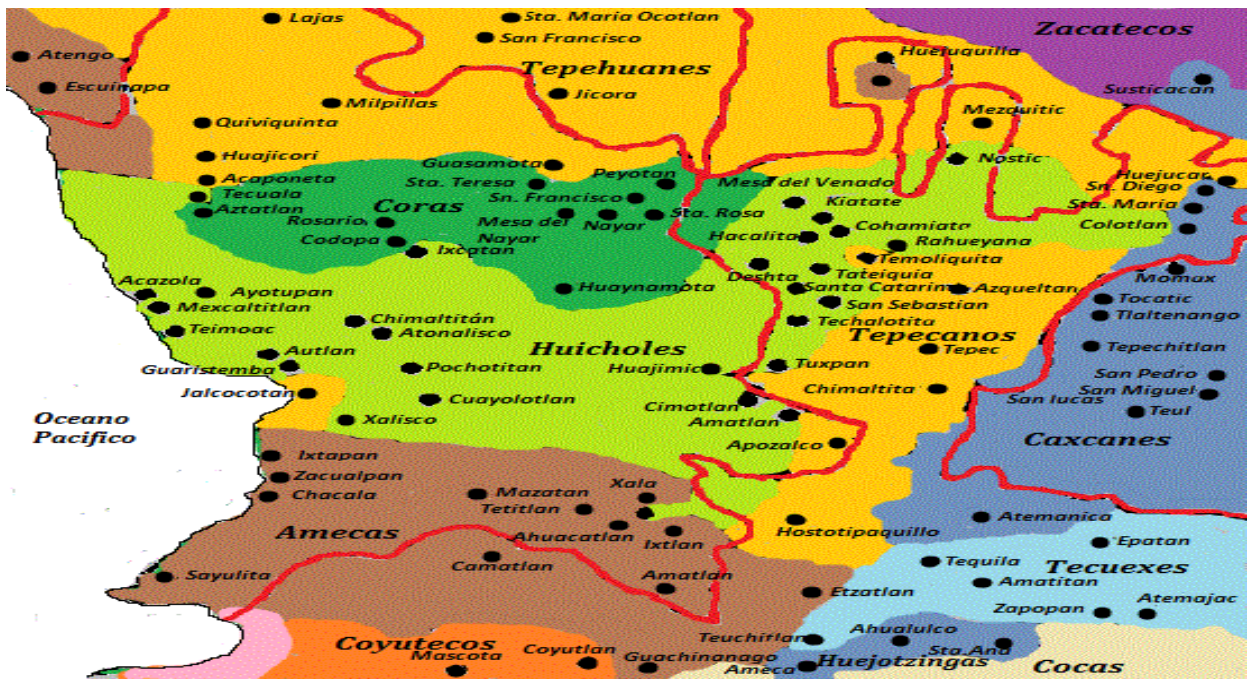 Lajas
Sta. Maria Ocotlan
San Francisco
Zacatecos
Atengo
Huejuquilla
Tepehuanes
Escuinapa
Jicora
Susticacan
Milpillas
Mezquitic
Quiviquinta
Huajicori
Guasamota
Peyotan
Nostic
Acaponeta
Sta. Teresa
Mesa del Venado
Huejucar
Sn. Diego
Tecuala
Sn. Francisco
Kiatate
Sta. Maria
Aztatlan
Coras
Rosario
Mesa del
Nayar
Nayar
Sta. Rosa
Cohamiata
Colotlan
Codopa
Ixcatan
Hacalita
Rahueyana
Temoliquita
Deshta
Tateiquia
Momax
Acazola
Ayotupan
Huaynamota
Santa Catarina
Azqueltan
Tocatic
Mexcaltitlan
San Sebastian
Tlaltenango
Teimoac
Chimaltitán
Atonalisco
Techalotita
Tepecanos
Autlan
Huicholes
Tepec
Tepechitlan
Guaristemba
Pochotitan
Huajimic
Tuxpan
San Pedro
Jalcocotan
Chimaltita
San Miguel
San lucas
Cuayolotlan
Cimotlan
Teul
Oceano
Pacifico
Xalisco
Amatlan
Caxcanes
Apozalco
Ixtapan
Zacualpan
Chacala
Mazatan
Xala
Tetitlan
Amecas
Ahuacatlan
Ixtlan
Hostotipaquillo
Atemanica
Epatan
Camatlan
Tequila
Tecuexes
Sayulita
Amatlan
Etzatlan
Amatitan
Zapopan
Atemajac
Coyutecos
Teuchitlan
Ahualulco
Mascota
Coyutlan
Guachinanago
Sta. Ana
Ameca
Huejotzingas
Cocas